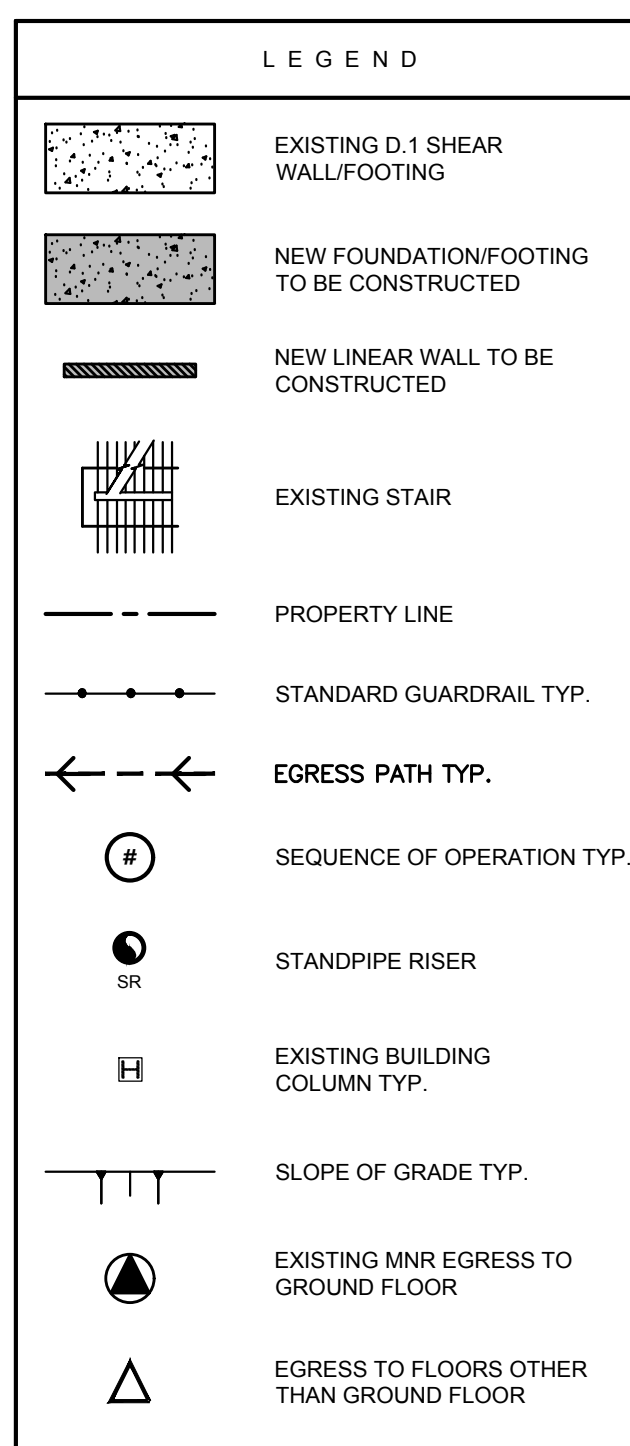 L E G E N D
EXISTING D.1 SHEAR
WALL/FOOTING
NEW FOUNDATION/FOOTING
TO BE CONSTRUCTED
NEW LINEAR WALL TO BE
CONSTRUCTED
EXISTING STAIR
PROPERTY LINE
STANDARD GUARDRAIL TYP.
EGRESS PATH TYP.
#
SEQUENCE OF OPERATION TYP.
SR
STANDPIPE RISER
H
EXISTING BUILDING
COLUMN TYP.
SLOPE OF GRADE TYP.
EXISTING MNR EGRESS TO
GROUND FLOOR
EGRESS TO FLOORS OTHER
THAN GROUND FLOOR